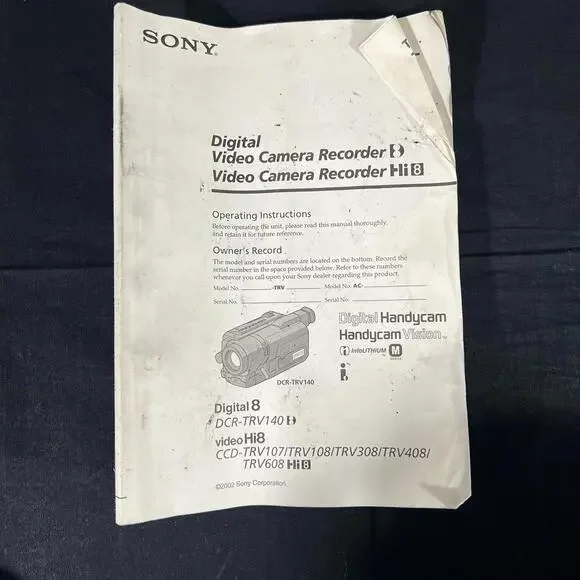 SONY®
Digital
Video Camera Recorder
Video Camera Recorder Hi8
Operating Instructions
Before operating the unit, please read this manual thoroughly,
and retain it for future reference.
Owner's Record
The model and serial numbers are located on the bottom. Record the
serial number in the space provided below. Refer to these numbers
whenever you call upon your Sony dealer regarding this product.
Model No. -TRV Model No. AC-
Serial No. Serial No.
Digital Handycam
Handycam Vision™
InfoLITHIUM M
SERIES
DCR-TRV140
Digital8
DCR-TRV140
videoHi8
CCD-TRV107/TRV108/TRV308/TRV408/
TRV608 Hi8
©2002 Sony Corporation